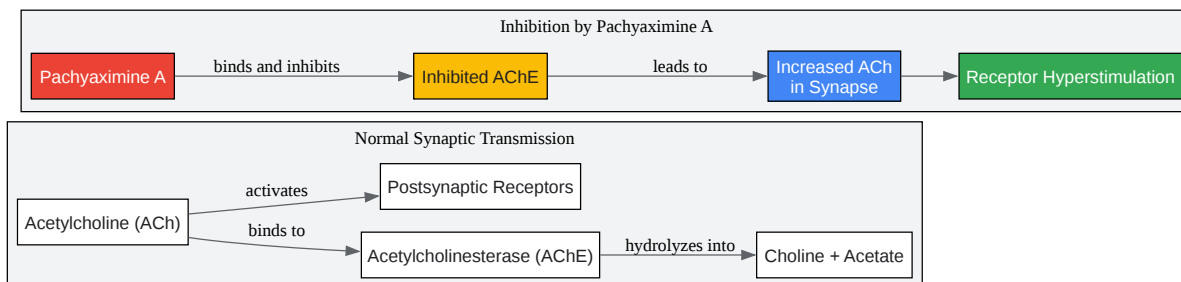 Inhibition by Pachyaximine A
Pachyaximine A
binds and inhibits
Inhibited AChE
leads to
Increased ACh
in Synapse
Receptor Hyperstimulation
Normal Synaptic Transmission
Acetylcholine (ACh)
activates
Postsynaptic Receptors
binds to
Acetylcholinesterase (AChE)
hydrolyzes into
Choline + Acetate